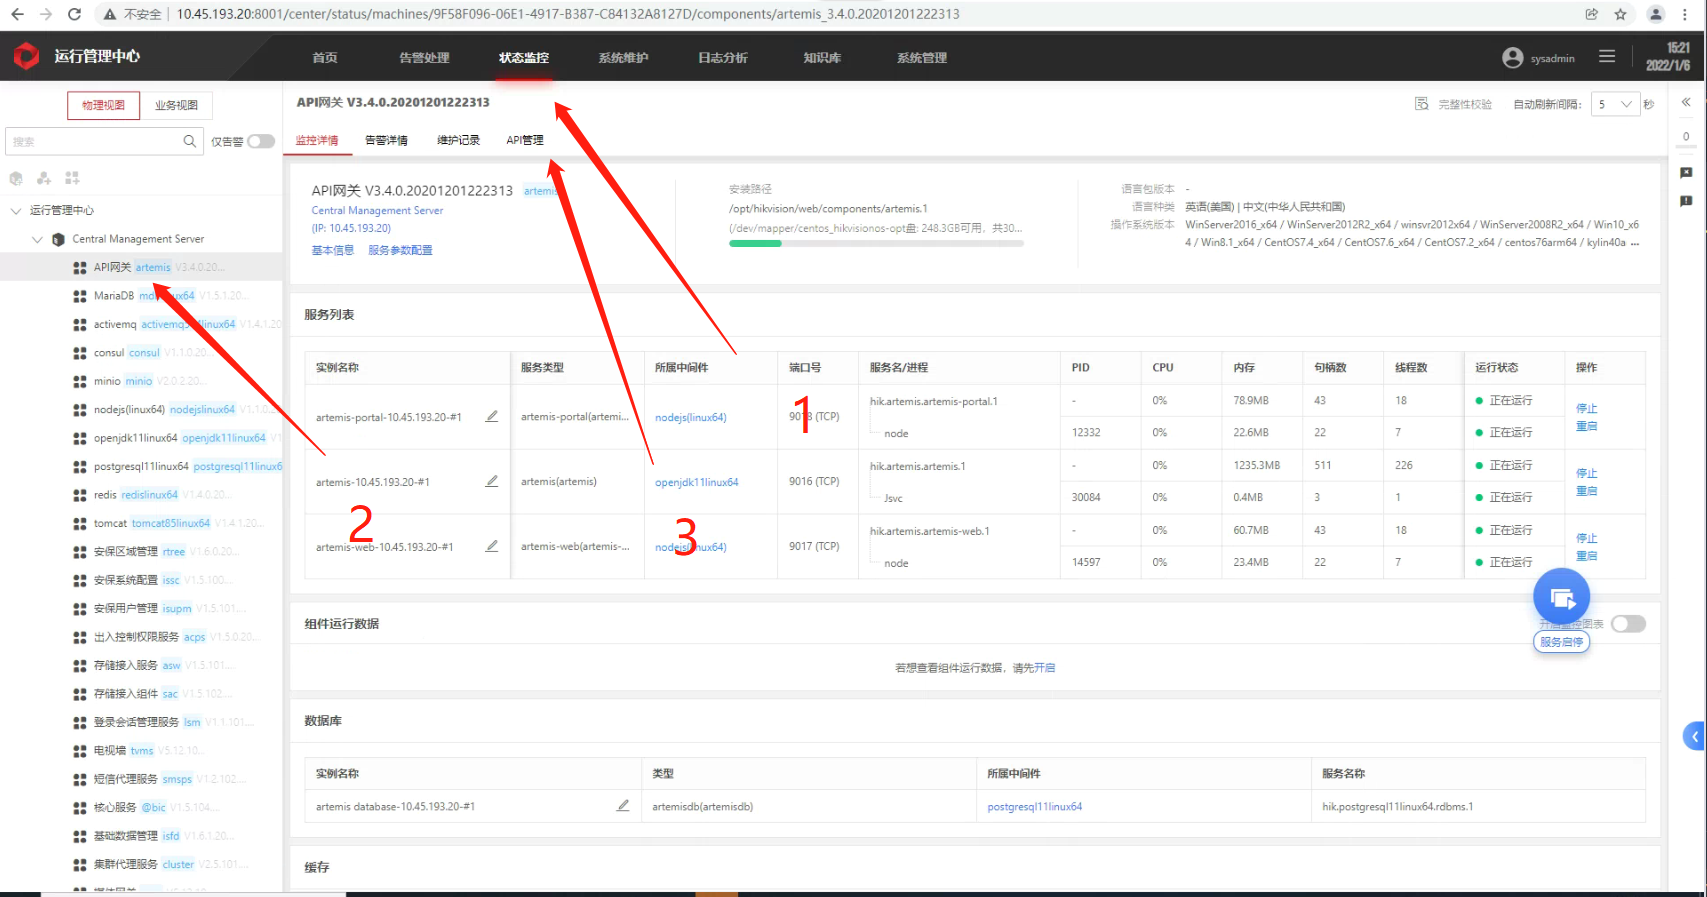 不安全 10.45.193.20:8001/center/status/machines/9F58F096-06E1-4917-B387-C84132A8127D/components/artemis_3.4.0.20201201222313
运行管理中心 首页 告警处理 状态监控 系统维护 日志分析 知识库 系统管理 sysadmin 15:21
2022/1/6
物理视图 业务视图
搜索 仅告警
运行管理中心
Central Management Server
API网关 artemis V3.4.0.20...
MariaDB V1.5.1.20...
activemq V1.4.1.20
consul consul V1.1.0.20...
minio minio V2.0.2.20...
nodejs(linux64) nodejslinux64 V1.1.0.2
openjdk11linux64 openjdk11linux64 V1
postgresql11linux64 postgresql11linux6
redis redislinux64 V1.4.0.20...
tomcat tomcat85linux64 V1.4.1.20...
安保区域管理 rtree V1.6.0.20...
安保系统配置 issc V1.5.100....
安保用户管理 isupm V1.5.101....
出入控制权限服务 acps V1.5.0.20...
存储接入服务 asw V1.5.101....
存储接入组件 sac V1.5.102....
登录会话管理服务 lsm V1.1.101....
电视墙 tvms V5.12.10...
短信代理服务 smsps V1.2.102....
核心服务 @bic V1.5.104....
基础数据管理 isfd V1.6.1.20...
集群代理服务 cluster V2.5.101....
API网关 V3.4.0.20201201222313
完整性校验 自动刷新间隔: 5 秒
0
监控详情 告警详情 维护记录 API管理
API网关 V3.4.0.20201201222313 artemis
Central Management Server
(IP: 10.45.193.20)
基本信息 服务参数配置
安装路径
/opt/hikvision/web/components/artemis.1
(/dev/mapper/centos_hikvisionos-opt盘: 248.3GB可用，共30...
语言包版本 -
语言种类 英语(美国) | 中文(中华人民共和国)
操作系统版本 WinServer2016_x64 / WinServer2012R2_x64 / winsvr2012x64 / WinServer2008R2_x64 / Win10_x6
4 / Win8.1_x64 / CentOS7.4_x64 / CentOS7.6_x64 / CentOS7.2_x64 / centos76arm64 / kylin40a ...
服务列表
实例名称 服务类型 所属中间件 端口号 服务名/进程 PID CPU 内存 句柄数 线程数 运行状态 操作
artemis-portal-10.45.193.20-#1 artemis-portal(artemi... nodejs(linux64) (TCP) 停止 重启
hik.artemis.artemis-portal.1 - 0% 78.9MB 43 18 正在运行
node 12332 0% 22.6MB 22 7 正在运行
artemis-10.45.193.20-#1 artemis(artemis) openjdk11linux64 9016 (TCP) 停止 重启
hik.artemis.artemis.1 - 0% 1235.3MB 511 226 正在运行
Jsvc 30084 0% 0.4MB 3 1 正在运行
artemis-web-10.45.193.20-#1 artemis-web(artemis-... 9017 (TCP) 停止 重启
hik.artemis.artemis-web.1 - 0% 60.7MB 43 18 正在运行
node 14597 0% 23.4MB 22 7 正在运行
1
2
3
组件运行数据
服务启停
若想查看组件运行数据，请先开启
数据库
实例名称 类型 所属中间件 服务名称
artemis database-10.45.193.20-#1 artemisdb(artemisdb) postgresql11linux64 hik.postgresql11linux64.rdbms.1
缓存